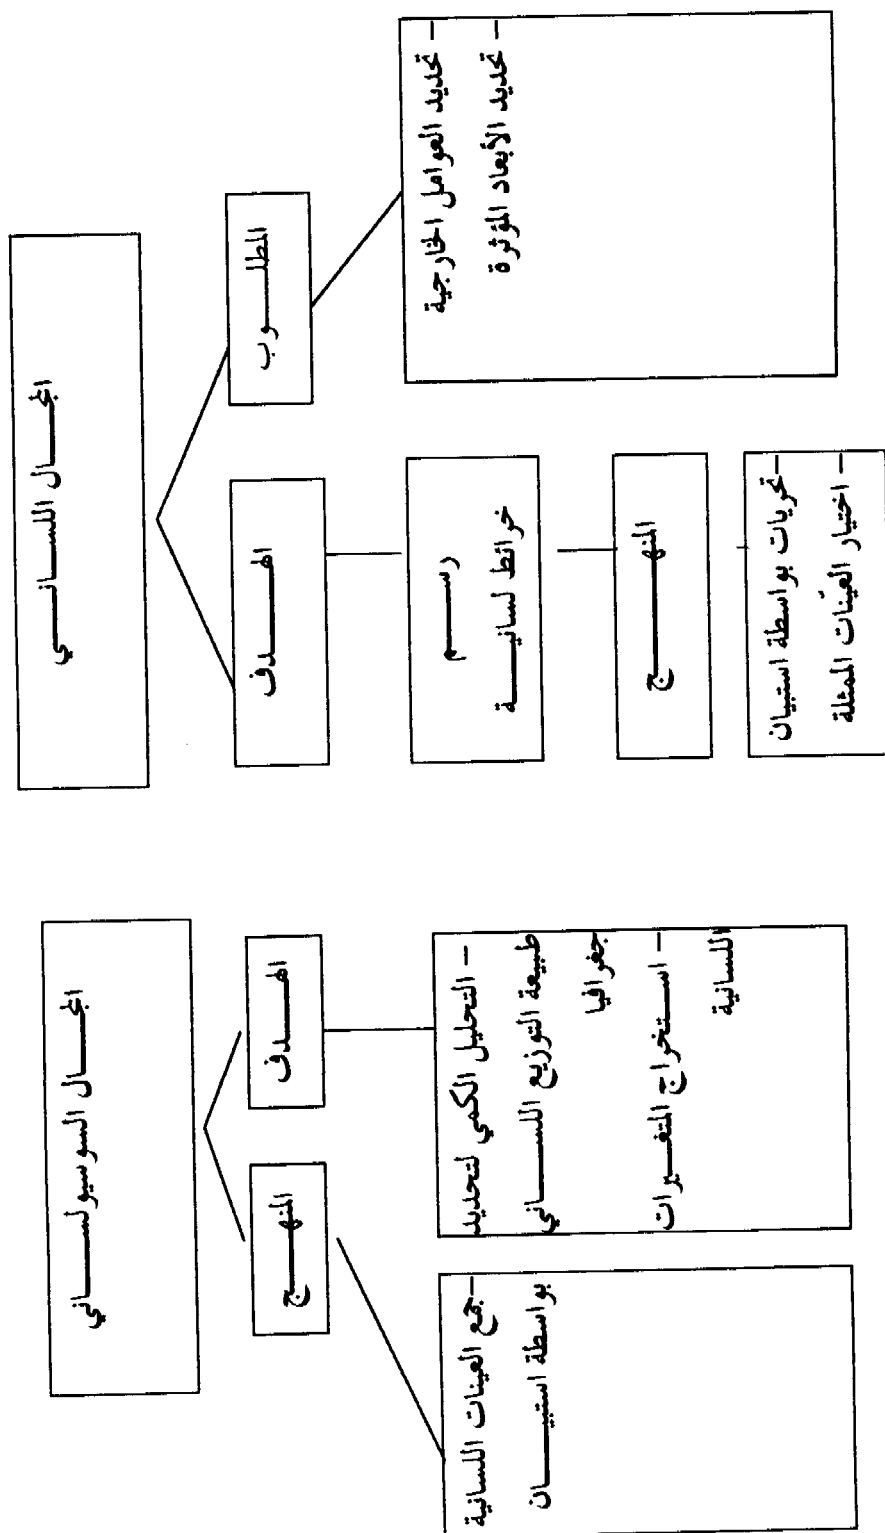 المجال اللساني
المطلوب
- تحديد العوامل الخارجية
- تحديد الأبعاد المؤثرة
الهدف
رسم
خرائط لسانية
المنهج
- تحريات بواسطة استبيان
- اختيار العيّنات الممثلة
المجال السوسيولساني
الهدف
- التحليل الكمي لتحديد
طبيعة التوزيع اللساني
جغرافيا
- استخراج المتغيرات
اللسانية
المنهج
- جمع العينات اللسانية
بواسطة استبيان